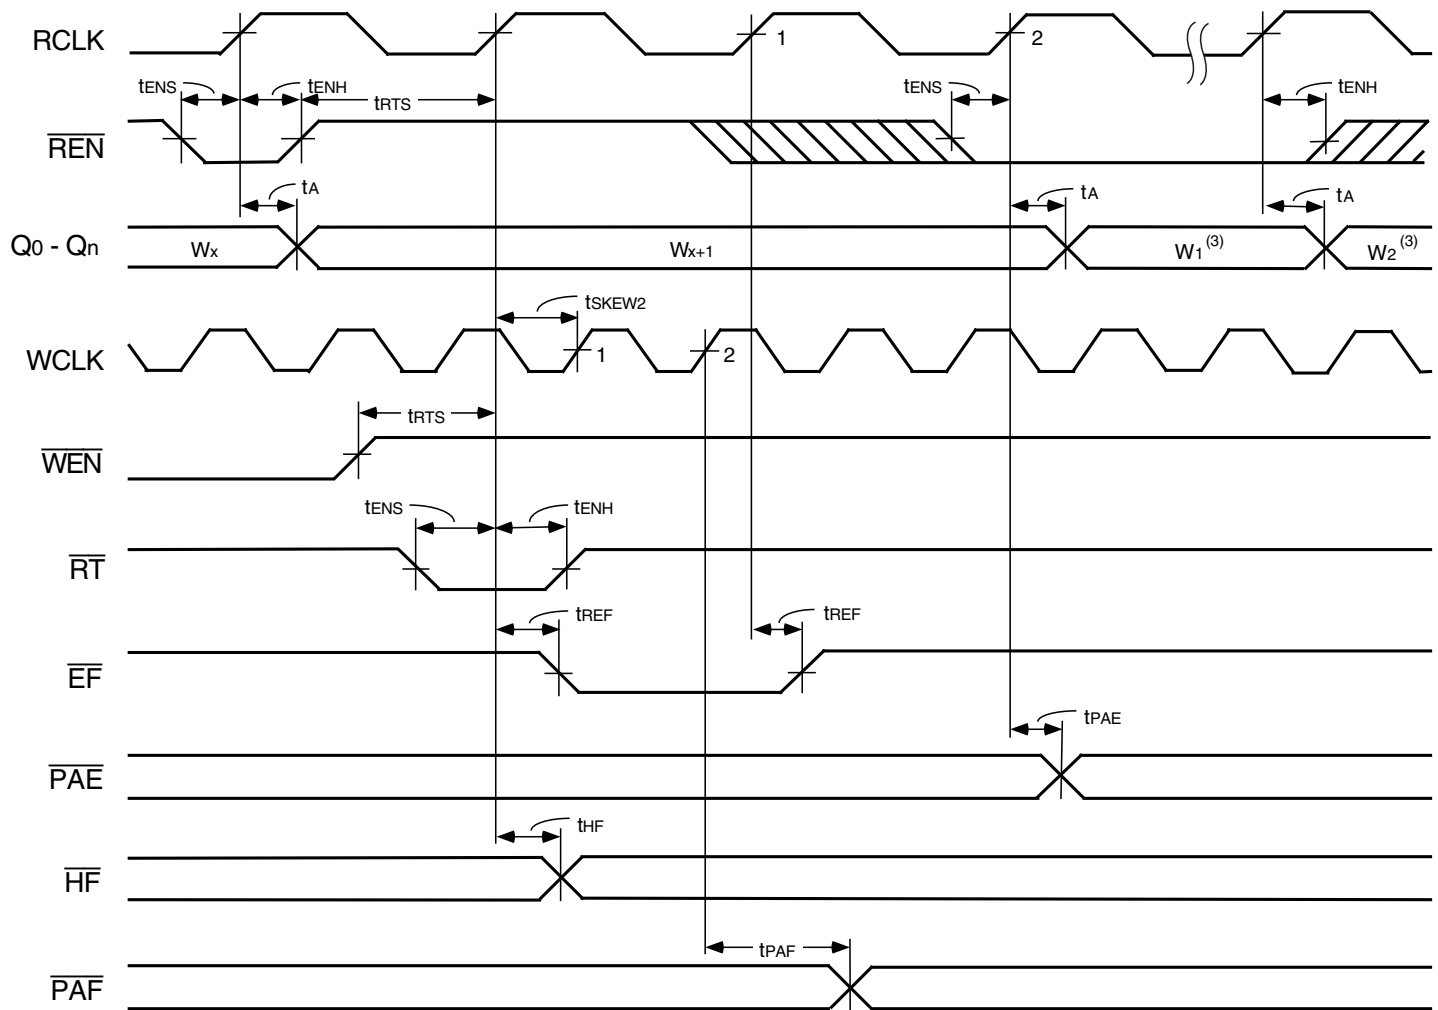 RCLK 1 2
tENS tENH tRTS tENS tENH
REN
tA tA tA
Q0 - Qn Wx Wx+1 W1(3) W2(3)
tSKEW2
WCLK 1 2
tRTS
WEN
tENS tENH
RT
tREF tREF
EF
tPAE
PAE
tHF
HF
tPAF
PAF